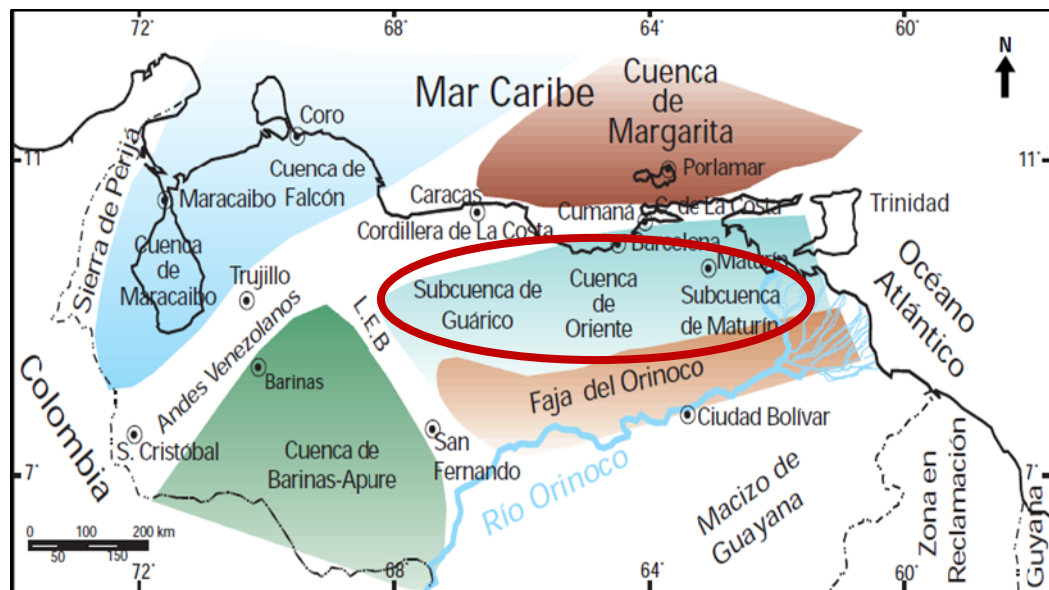 72°
68°
64°
60°
N
Mar Caribe
Cuenca
de
Margarita
Coro
11°
11°
Sierra de Perijá
Cuenca de
Falcón
Porlamar
Maracaibo
Caracas
Cumaná
C. de La Costa
Trinidad
Cordillera de La Costa
Barcelona
Maturín
Océano
Atlántico
Cuenca
de
Maracaibo
Trujillo
Subcuenca de
Guárico
Cuenca
de
Oriente
Subcuenca
de Maturín
L.E.B
Andes Venezolanos
Barinas
Faja del Orinoco
Colombia
S. Cristóbal
Ciudad Bolívar
San
Fernando
Cuenca de
Barinas-Apure
7°
7°
Río Orinoco
Macizo de
Guayana
Zona en
Reclamación
Guyana
0 100 200 km
50 150
72°
68°
64°
60°